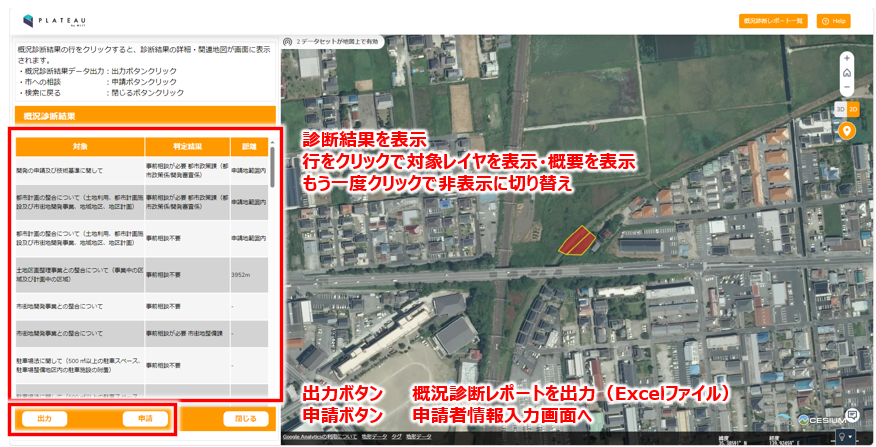 PLATEAU
by MLIT
概況診断レポート一覧
Help
概況診断結果の行をクリックすると、診断結果の詳細・関連地図が画面に表示
されます。
・概況診断結果データ出力：出力ボタンクリック
・市への相談 ：申請ボタンクリック
・検索に戻る ：閉じるボタンクリック
2 データセットが地図上で有効
概況診断結果
対象 判定結果 距離
開発の申請及び技術基準に関して 事前相談が必要 都市政策課（都 申請地範囲内
市政策係/開発審査係）
都市計画の整合について（土地利用、都市計画施 事前相談が必要 都市政策課（都 申請地範囲内
設及び市街地開発事業、地域地区、地区計画） 市政策係/開発審査係）
都市計画の整合について（土地利用、都市計画施 事前相談不要 申請地範囲内
設及び市街地開発事業、地域地区、地区計画）
土地区画整理事業との整合について（事業中の区 事前相談不要 3952m
域及び計画中の区域）
市街地開発事業との整合について 事前相談不要 -
市街地開発事業との整合について 事前相談が必要 市街地整備課 -
駐車場法に関して（500㎡以上の駐車スペース、 事前相談不要 -
駐車場整備地区内の駐車施設の附置）
出力 申請 閉じる
診断結果を表示
行をクリックで対象レイヤを表示・概要を表示
もう一度クリックで非表示に切り替え
3D 2D
出力ボタン 概況診断レポートを出力（Excelファイル）
申請ボタン 申請者情報入力画面へ
CESIUM
Google Analyticsの利用について 地形データ タグ 地形データ
緯度 経度